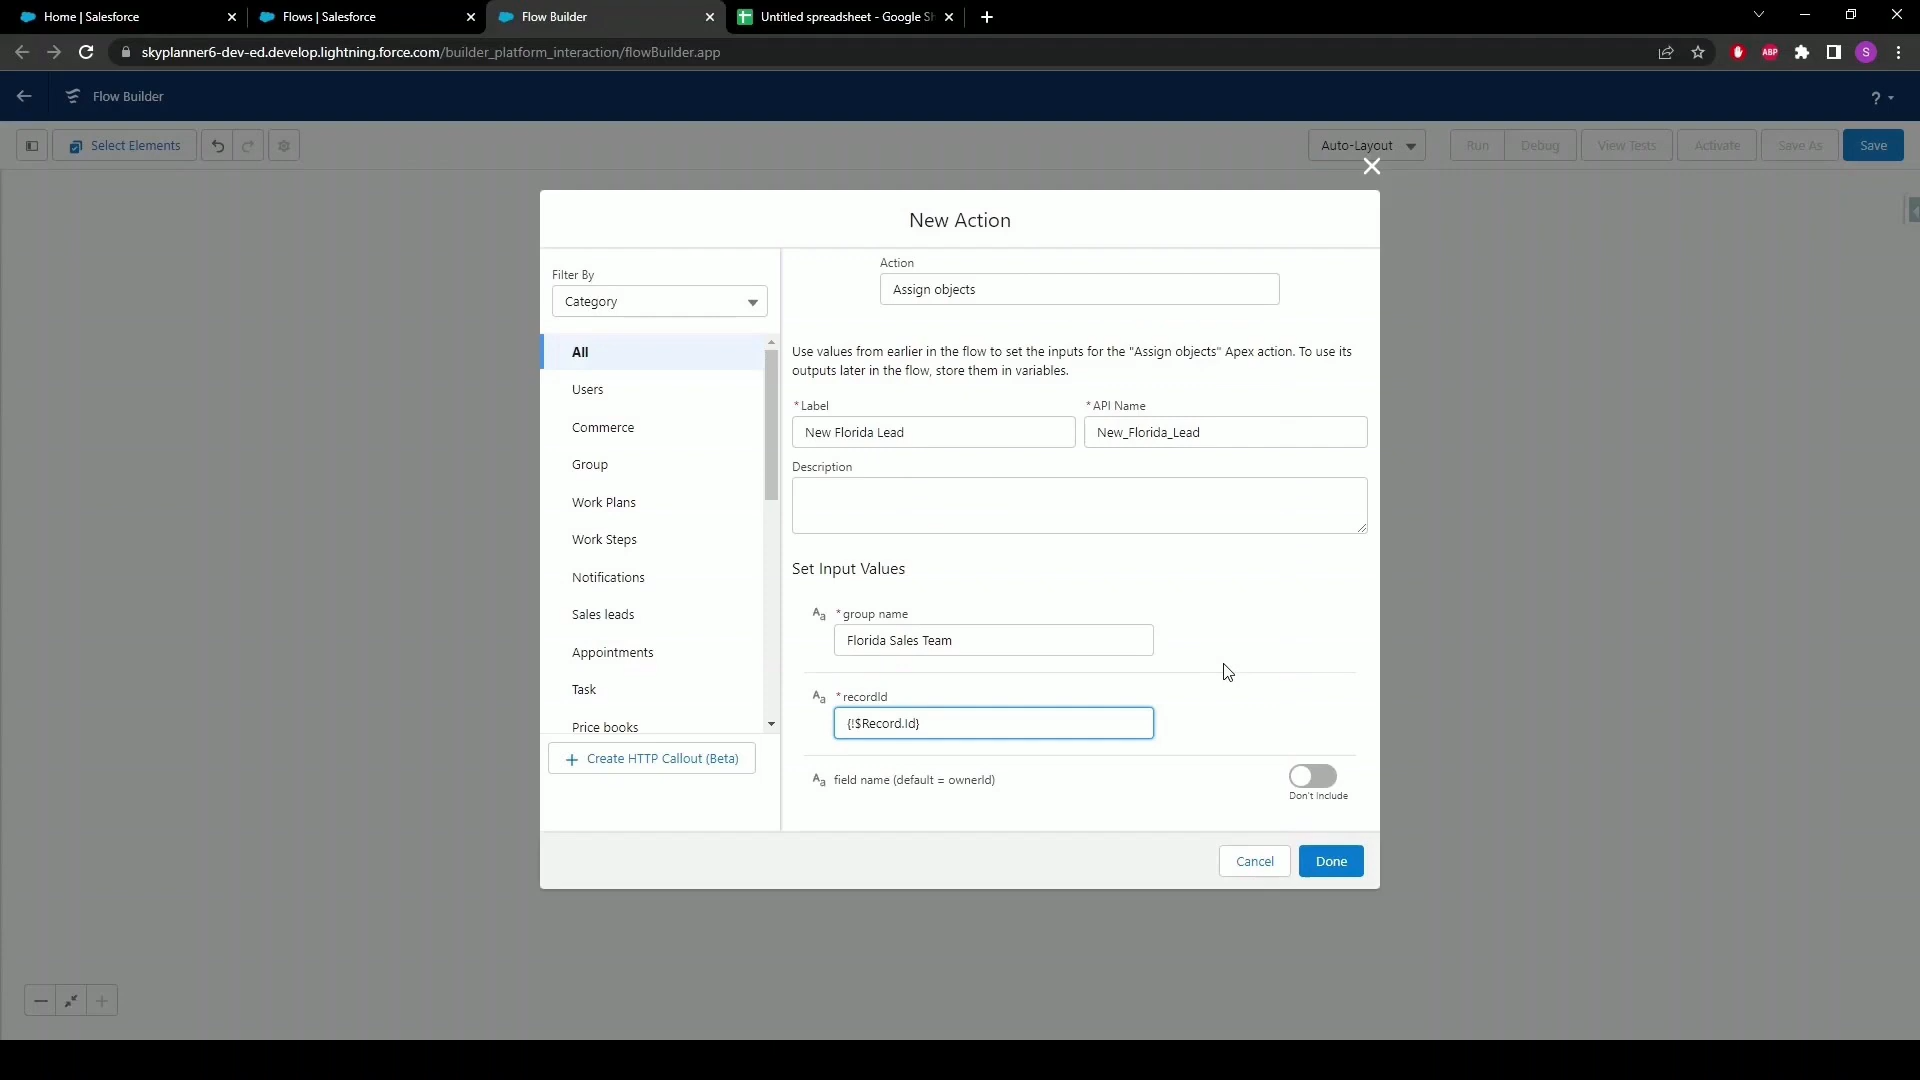 Home | Salesforce
Flows | Salesforce
Flow Builder
Untitled spreadsheet - Google Sh
skyplanner6-dev-ed.develop.lightning.force.com/builder_platform_interaction/flowBuilder.app
ABP
S
Flow Builder
?
Select Elements
Auto-Layout
Run
Debug
View Tests
Activate
Save As
Save
New Action
Filter By
Category
All
Users
Commerce
Group
Work Plans
Work Steps
Notifications
Sales leads
Appointments
Task
Price books
+ Create HTTP Callout (Beta)
Action
Assign objects
Use values from earlier in the flow to set the inputs for the "Assign objects" Apex action. To use its
outputs later in the flow, store them in variables.
* Label
* API Name
New Florida Lead
New_Florida_Lead
Description
Set Input Values
Aa * group name
Florida Sales Team
Aa * recordId
{!$Record.Id}
Aa field name (default = ownerId)
Don't Include
Cancel
Done